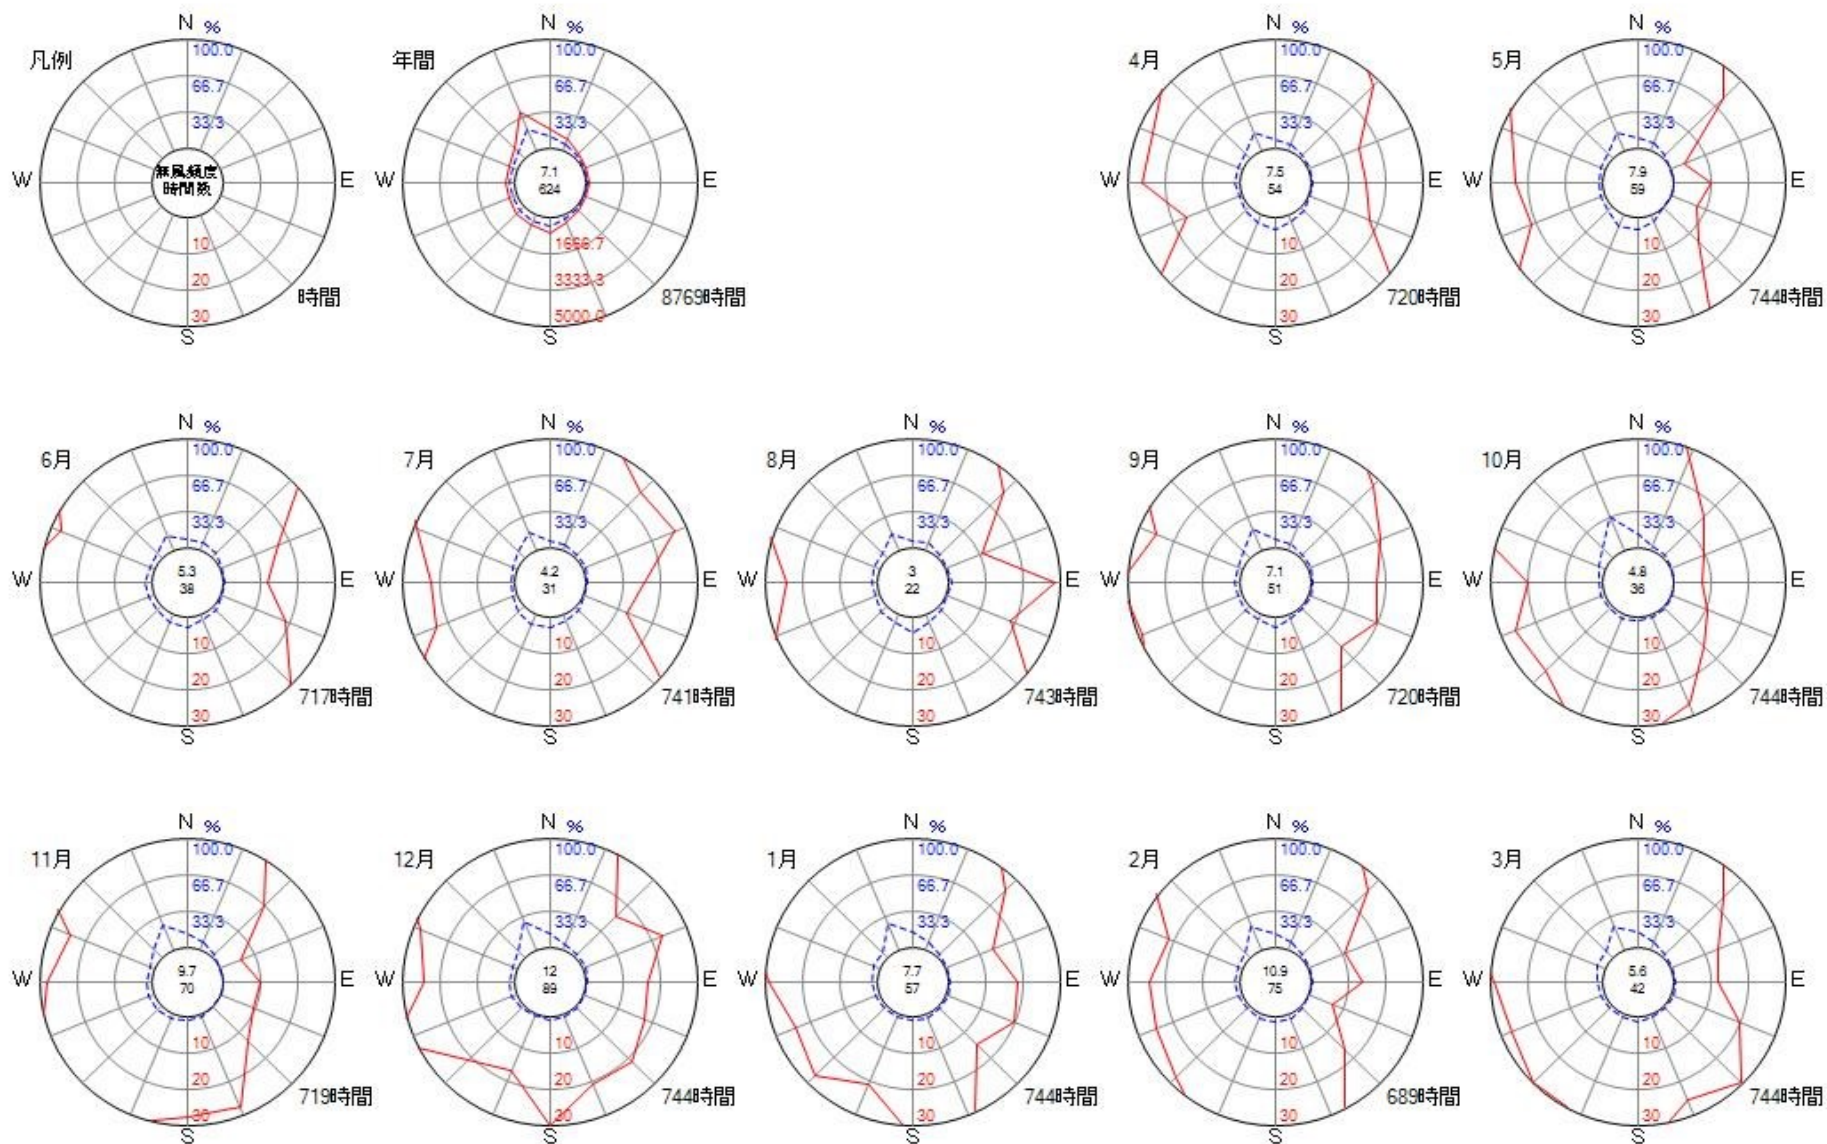 凡例
N %
100.0
66.7
33.3
W
無風頻度
時間数
E
10
20
30
S
時間
年間
N %
100.0
66.7
33.3
W
7.1
624
E
1666.7
3333.3
5000.0
S
8769時間
4月
N %
100.0
66.7
33.3
W
7.5
54
E
10
20
30
S
720時間
5月
N %
100.0
66.7
33.3
W
7.9
59
E
10
20
30
S
744時間
6月
N %
100.0
66.7
33.3
W
5.3
38
E
10
20
30
S
717時間
7月
N %
100.0
66.7
33.3
W
4.2
31
E
10
20
30
S
741時間
8月
N %
100.0
66.7
33.3
W
3
22
E
10
20
30
S
743時間
9月
N %
100.0
66.7
33.3
W
7.1
51
E
10
20
30
S
720時間
10月
N %
100.0
66.7
33.3
W
4.8
36
E
10
20
30
S
744時間
11月
N %
100.0
66.7
33.3
W
9.7
70
E
10
20
30
S
719時間
12月
N %
100.0
66.7
33.3
W
12
89
E
10
20
30
S
744時間
1月
N %
100.0
66.7
33.3
W
7.7
57
E
10
20
30
S
744時間
2月
N %
100.0
66.7
33.3
W
10.9
75
E
10
20
30
S
689時間
3月
N %
100.0
66.7
33.3
W
5.6
42
E
10
20
30
S
744時間